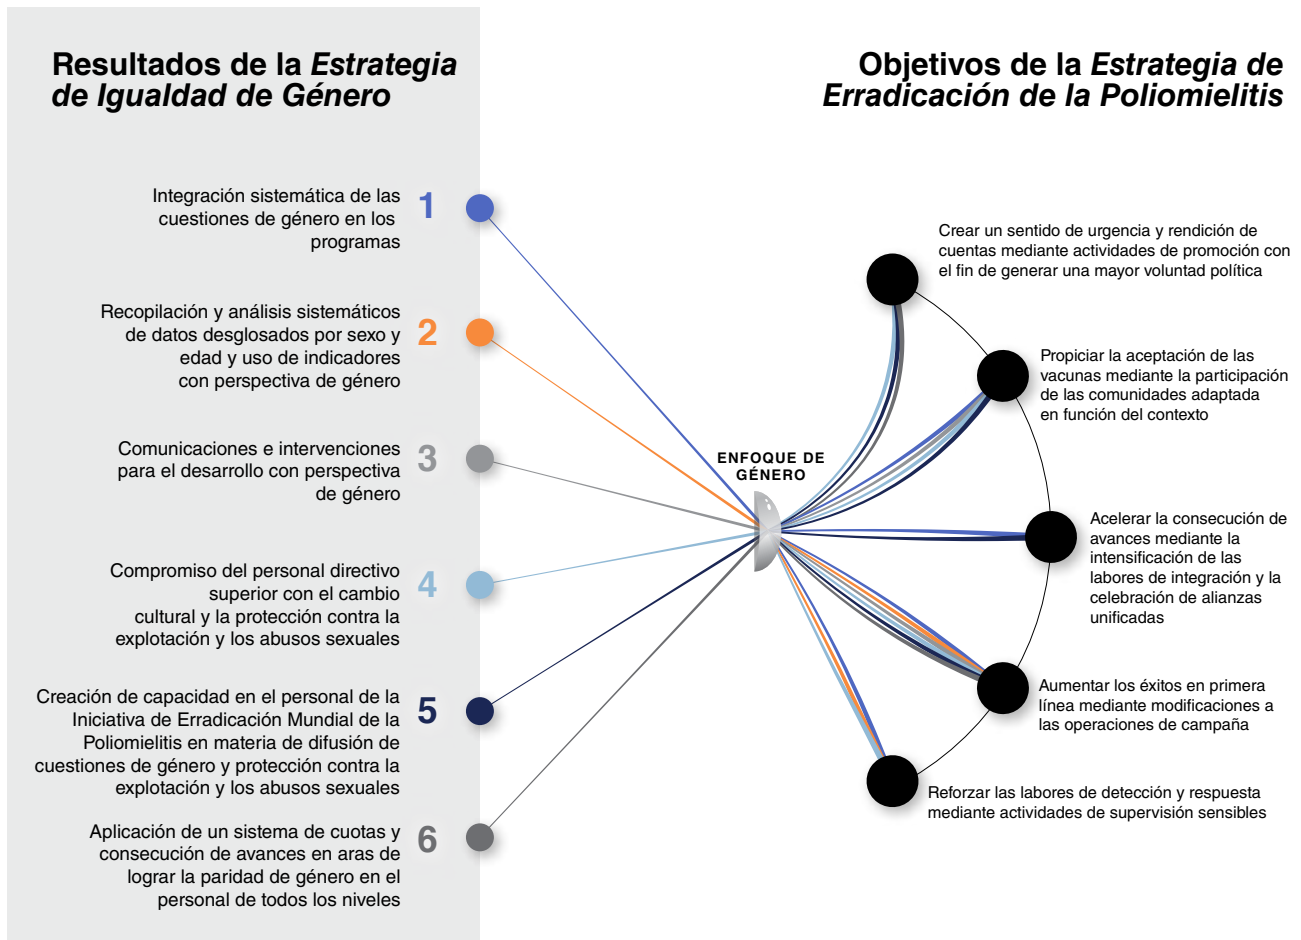 Resultados de la Estrategia
de Igualdad de Género
Objetivos de la Estrategia de
Erradicación de la Poliomielitis
Integración sistemática de las
cuestiones de género en los
programas
1
Recopilación y análisis sistemáticos
de datos desglosados por sexo y
edad y uso de indicadores
con perspectiva de género
2
Comunicaciones e intervenciones
para el desarrollo con perspectiva
de género
3
Compromiso del personal directivo
superior con el cambio
cultural y la protección contra la
explotación y los abusos sexuales
4
Creación de capacidad en el personal de la
Iniciativa de Erradicación Mundial de la
Poliomielitis en materia de difusión de
cuestiones de género y protección contra la
explotación y los abusos sexuales
5
Aplicación de un sistema de cuotas y
consecución de avances en aras de
lograr la paridad de género en el
personal de todos los niveles
6
ENFOQUE DE
GÉNERO
Crear un sentido de urgencia y rendición de
cuentas mediante actividades de promoción con
el fin de generar una mayor voluntad política
Propiciar la aceptación de las
vacunas mediante la participación
de las comunidades adaptada
en función del contexto
Acelerar la consecución de
avances mediante la
intensificación de las
labores de integración y la
celebración de alianzas
unificadas
Aumentar los éxitos en primera
línea mediante modificaciones a
las operaciones de campaña
Reforzar las labores de detección y respuesta
mediante actividades de supervisión sensibles